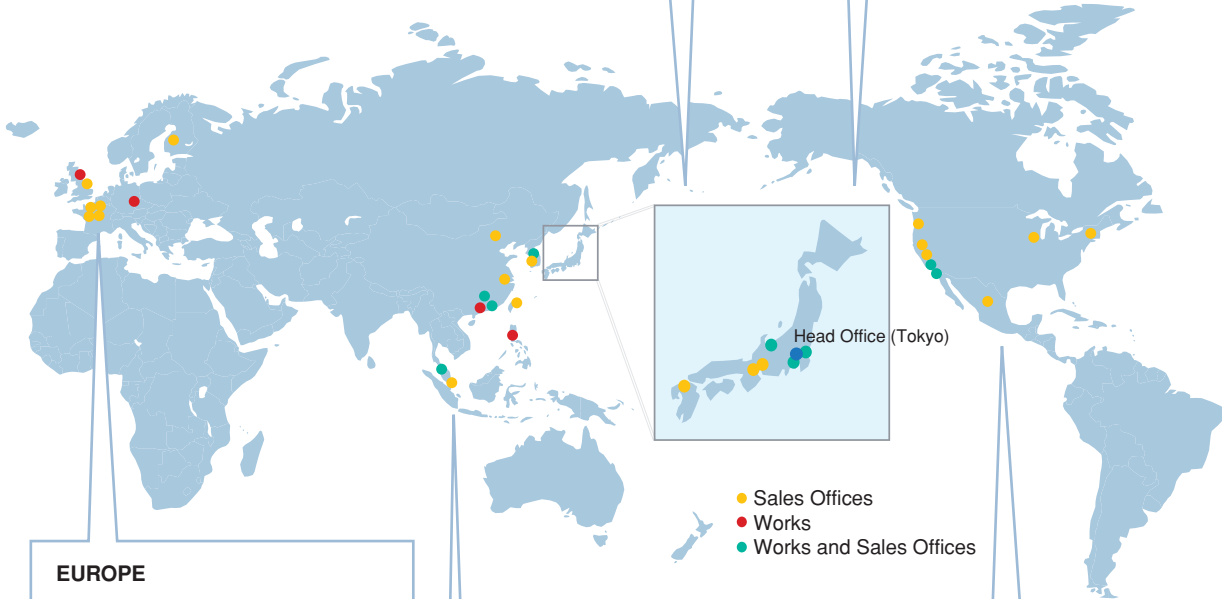 Head Office (Tokyo)
Sales Offices
Works
Works and Sales Offices
EUROPE